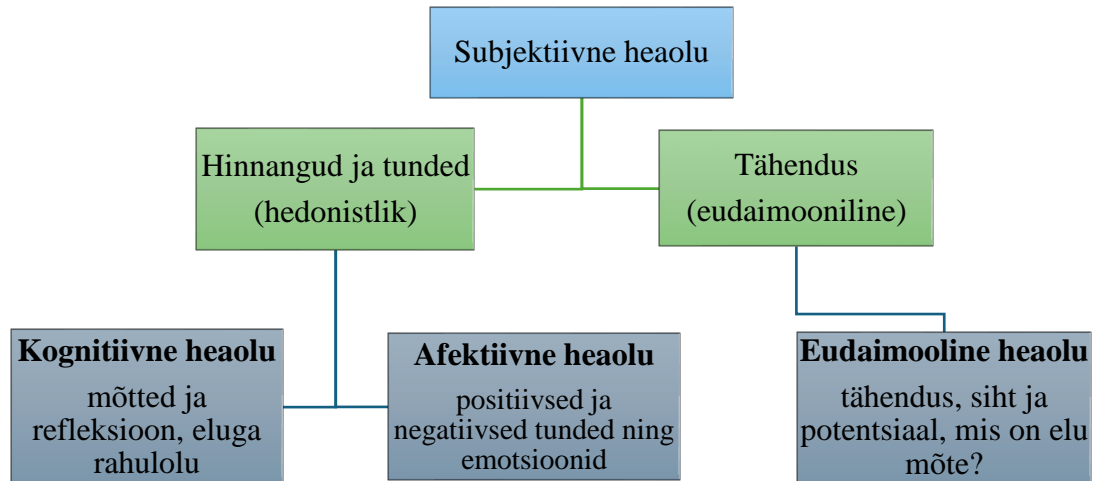 Subjektiivne heaolu
Hinnangud ja tunded
(hedonistlik)
Tähendus
(eudaimooniline)
Kognitiivne heaolu
mõtted ja
refleksioon, eluga
rahulolu
Afektiivne heaolu
positiivsed ja
negatiivsed tunded ning
emotsioonid
Eudaimooline heaolu
tähendus, siht ja
potentsiaal, mis on elu
mõte?